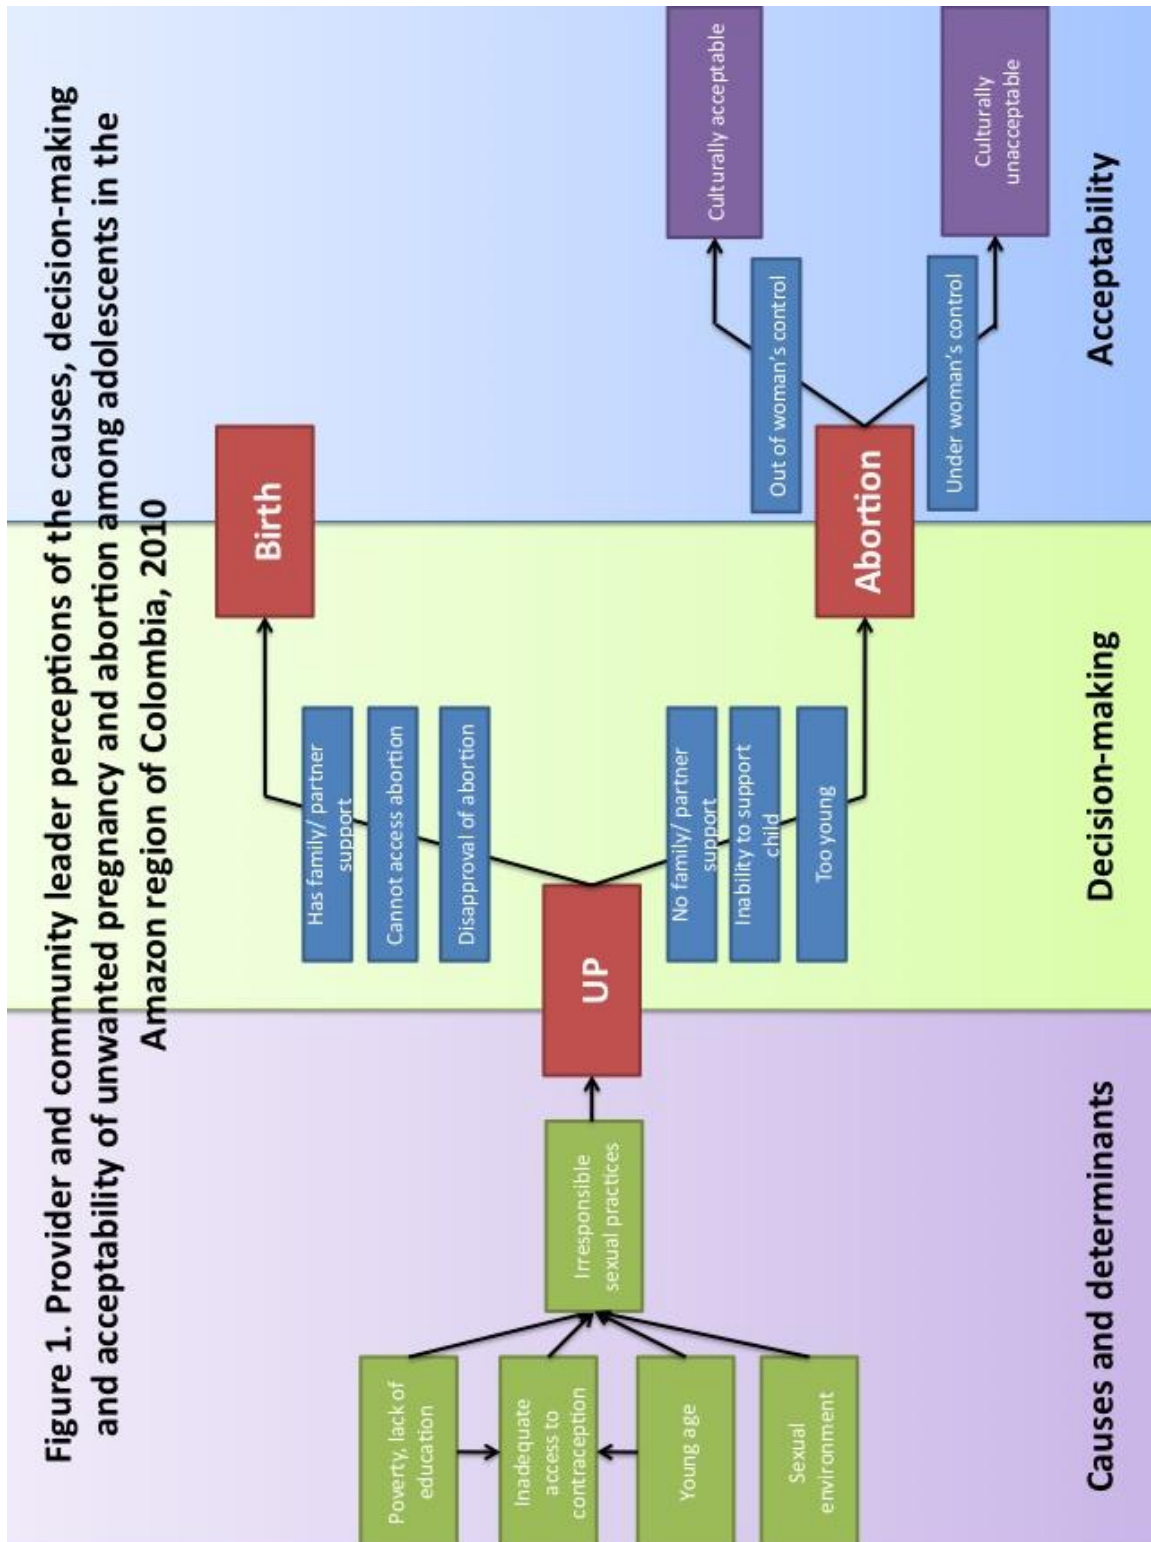 Figure 1. Provider and community leader perceptions of the causes, decision-making
and acceptability of unwanted pregnancy and abortion among adolescents in the
Amazon region of Colombia, 2010
Poverty, lack of
education
Inadequate
access to
contraception
Young age
Sexual
environment
Irresponsible
sexual practices
UP
Has family/ partner
support
Cannot access abortion
Disapproval of abortion
No family/ partner
support
Inability to support
child
Too young
Birth
Abortion
Out of woman's control
Under woman's control
Culturally acceptable
Culturally
unacceptable
Causes and determinants
Decision-making
Acceptability